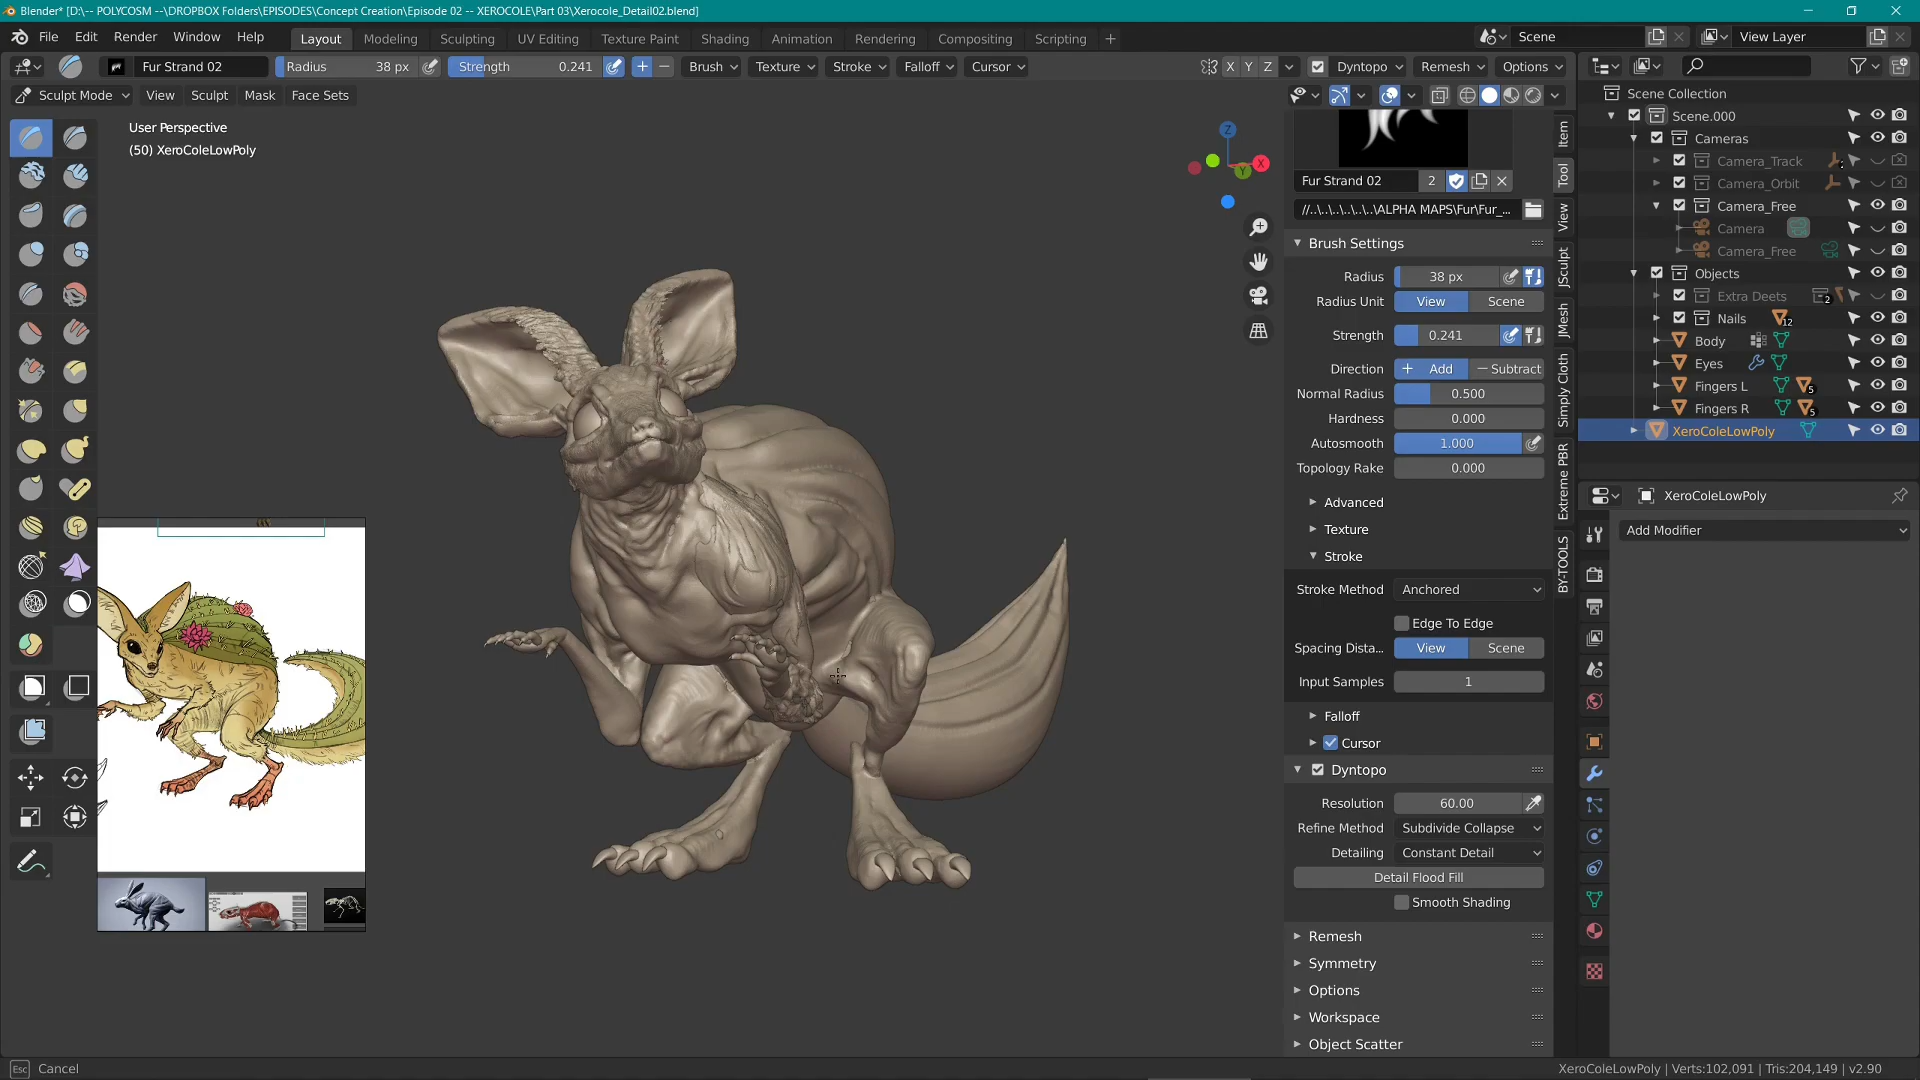 Blender* [D:\-- POLYCOSM --\DROPBOX Folders\EPISODES\Concept Creation\Episode 02 -- XEROCOLE\Part 03\Xerocole_Detail02.blend]
File Edit Render Window Help Layout Modeling Sculpting UV Editing Texture Paint Shading Animation Rendering Compositing Scripting + Scene View Layer
Fur Strand 02 Radius 38 px Strength 0.241 Brush Texture Stroke Falloff Cursor X Y Z Dyntopo Remesh Options
Sculpt Mode View Sculpt Mask Face Sets
User Perspective
(50) XeroColeLowPoly
Z
X
Y
Fur Strand 02 2
//..\..\..\..\..\..\ALPHA MAPS\Fur\Fur_...
Brush Settings
Radius 38 px
Radius Unit View Scene
Strength 0.241
Direction + Add Subtract
Normal Radius 0.500
Hardness 0.000
Autosmooth 1.000
Topology Rake 0.000
Advanced
Texture
Stroke
Stroke Method Anchored
Edge To Edge
Spacing Dista... View Scene
Input Samples 1
Falloff
Cursor
Dyntopo
Resolution 60.00
Refine Method Subdivide Collapse
Detailing Constant Detail
Detail Flood Fill
Smooth Shading
Remesh
Symmetry
Options
Workspace
Object Scatter
Item
Tool
View
JSculpt
JMesh
Simply Cloth
Extreme PBR
BY-TOOLS
Scene Collection
Scene.000
Cameras
Camera_Track 2
Camera_Orbit
Camera_Free
Camera
Camera_Free
Objects
Extra Deets 2
Nails 12
Body
Eyes
Fingers L 5
Fingers R 5
XeroColeLowPoly
XeroColeLowPoly
Add Modifier
Esc Cancel
XeroColeLowPoly | Verts:102,091 | Tris:204,149 | v2.90